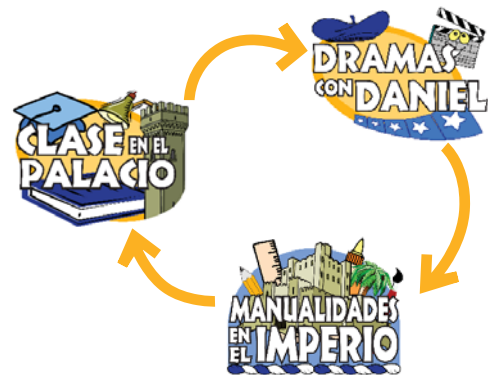 CLASE EN EL
PALACIO
DRAMAS
CON DANIEL
MANUALIDADES
EN
EL IMPERIO